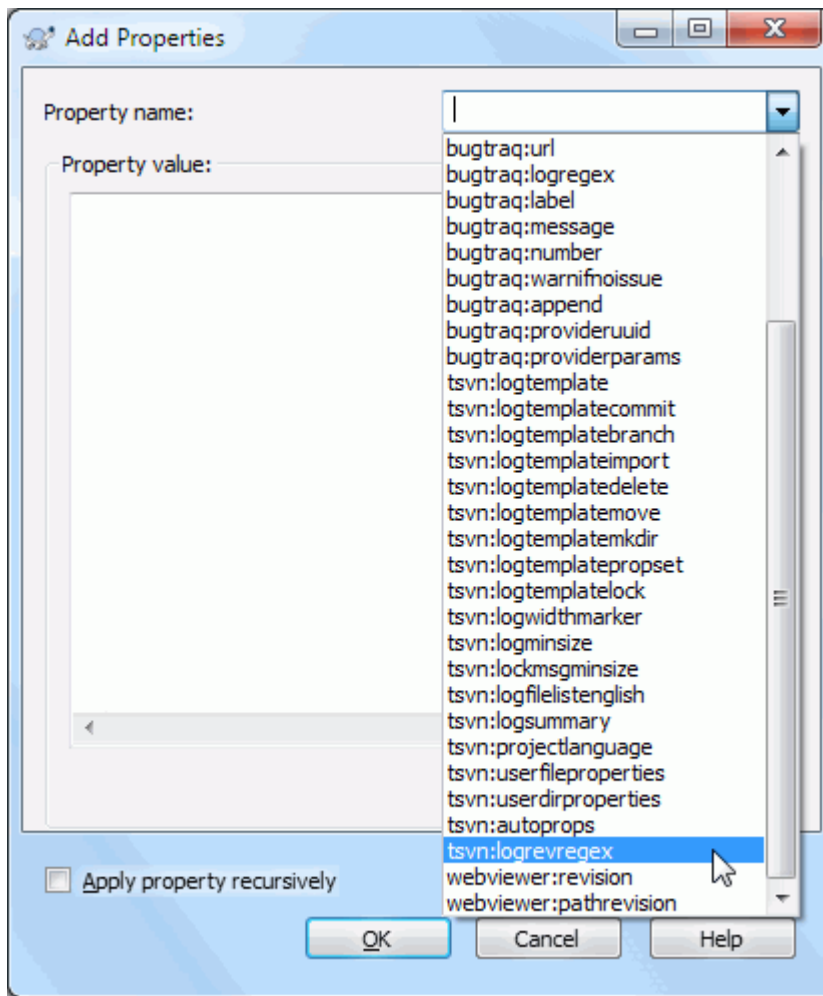 Add Properties
Property name:
Property value:
bugtraq:url
bugtraq:logregex
bugtraq:label
bugtraq:message
bugtraq:number
bugtraq:warnifnoissue
bugtraq:append
bugtraq:provideruuid
bugtraq:providerparams
tsvn:logtemplate
tsvn:logtemplatecommit
tsvn:logtemplatebranch
tsvn:logtemplateimport
tsvn:logtemplatedelete
tsvn:logtemplatemove
tsvn:logtemplatemkdir
tsvn:logtemplatepropset
tsvn:logtemplatelock
tsvn:logwidthmarker
tsvn:logminsize
tsvn:lockmsgminsize
tsvn:logfilelistenglish
tsvn:logsummary
tsvn:projectlanguage
tsvn:userfileproperties
tsvn:userdirproperties
tsvn:autoprops
tsvn:logrevregex
webviewer:revision
webviewer:pathrevision
Apply property recursively
OK Cancel Help